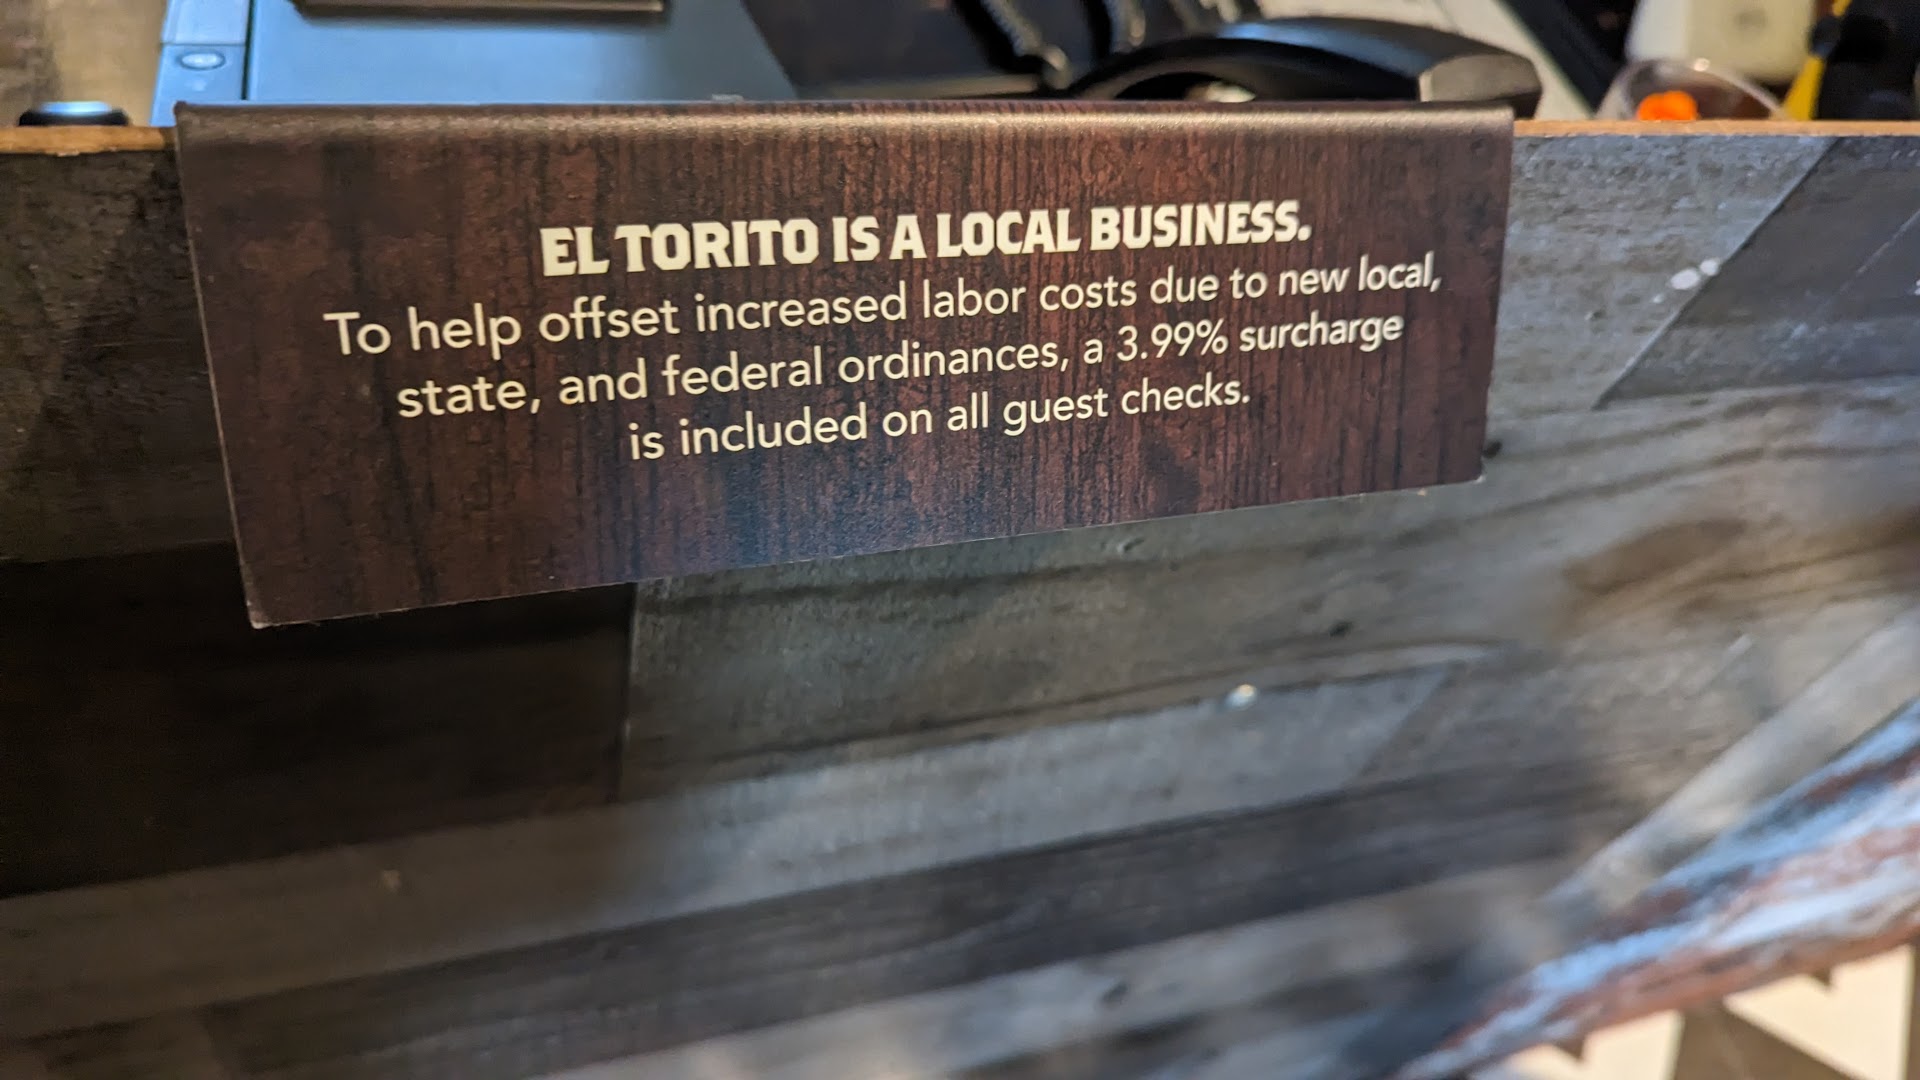 EL TORITO IS A LOCAL BUSINESS.
To help offset increased labor costs due to new local,
state, and federal ordinances, a 3.99% surcharge
is included on all guest checks.